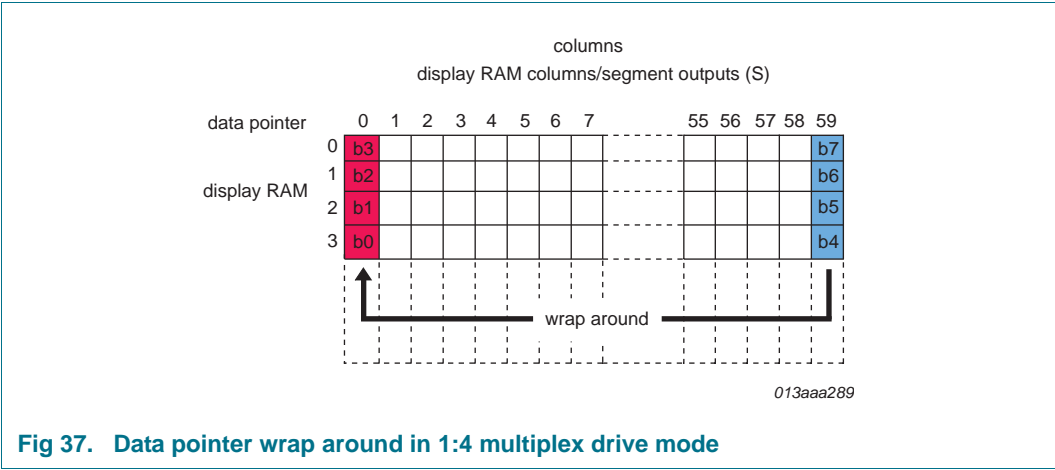 columns
display RAM columns/segment outputs (S)
data pointer 0 1 2 3 4 5 6 7 55 56 57 58 59
0 b3 b7
1 b2 b6
display RAM
2 b1 b5
3 b0 b4
wrap around
013aaa289
Fig 37. Data pointer wrap around in 1:4 multiplex drive mode